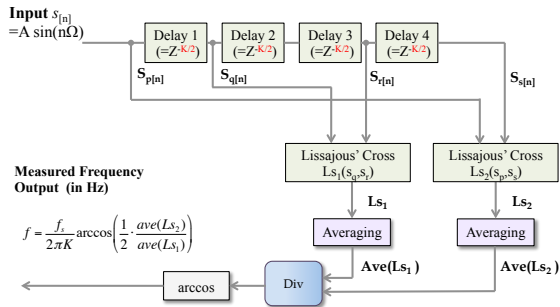 Input s[n]
=A sin(nΩ)
Delay 1
(=Z-K/2)
Delay 2
(=Z-K/2)
Delay 3
(=Z-K/2)
Delay 4
(=Z-K/2)
Sp[n]
Sq[n]
Sr[n]
Ss[n]
Lissajous' Cross
Ls1(sq,sr)
Lissajous' Cross
Ls2(sp,ss)
Measured Frequency
Output (in Hz)
Ls1
Ls2
f = fs/2πK arccos(1/2 · ave(Ls2)/ave(Ls1))
Averaging
Averaging
Ave(Ls1)
Ave(Ls2)
arccos
Div